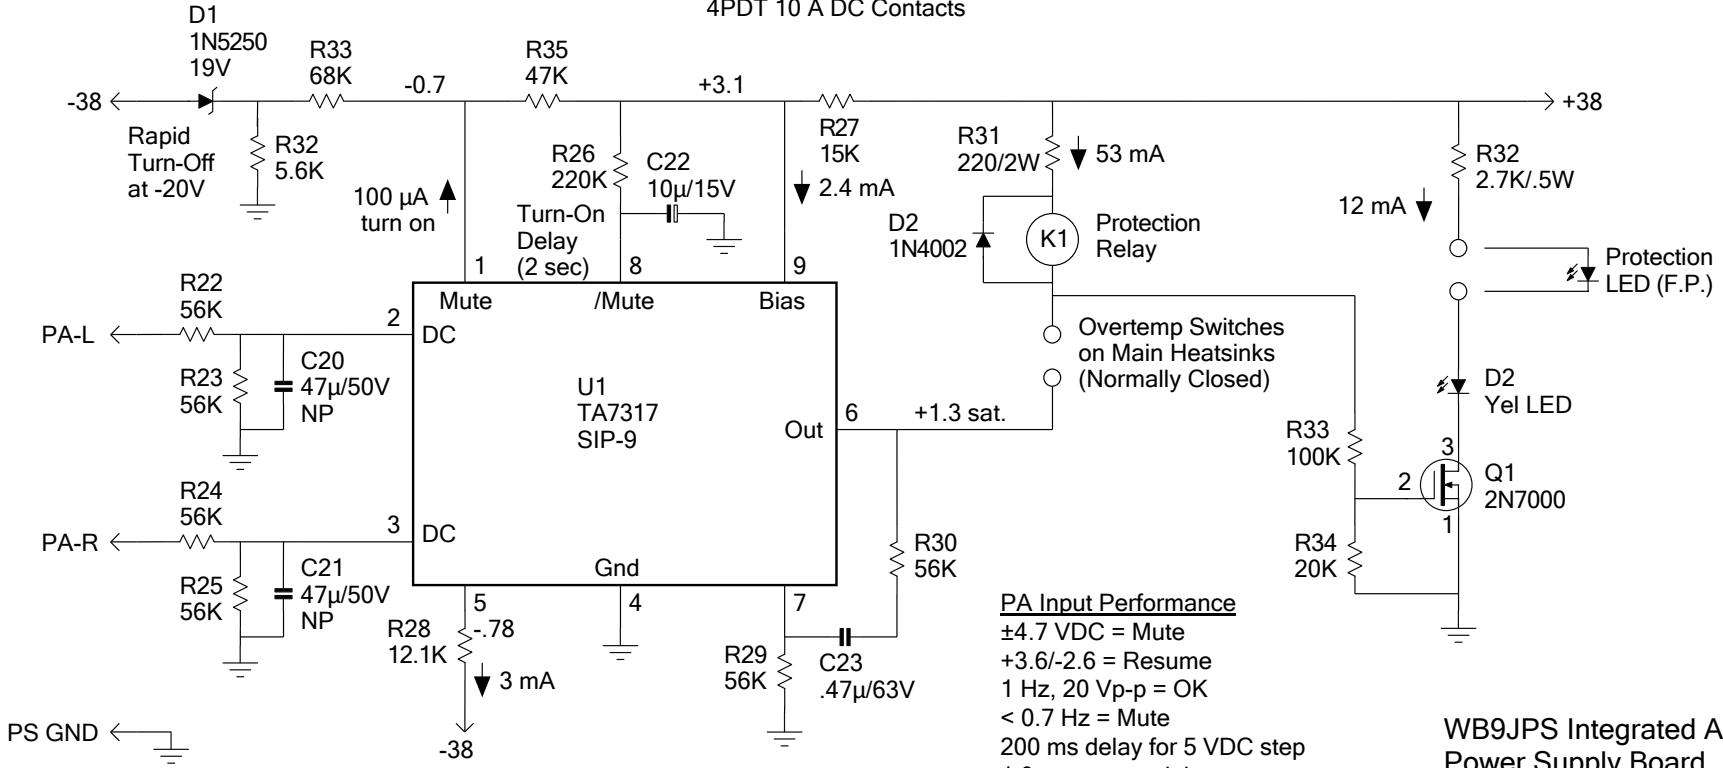 4PDT 10 A DC Contacts
D1
1N5250
19V
R33
68K
-0.7
R35
47K
+3.1
-38
+38
Rapid
Turn-Off
at -20V
R32
5.6K
100 µA
turn on
R26
220K
C22
10µ/15V
Turn-On
Delay
(2 sec)
R27
15K
2.4 mA
R31
220/2W
53 mA
D2
1N4002
K1
Protection
Relay
R32
2.7K/.5W
12 mA
Protection
LED (F.P.)
1
8
9
Mute
/Mute
Bias
R22
56K
PA-L
2
DC
R23
56K
C20
47µ/50V
NP
U1
TA7317
SIP-9
Out
6
+1.3 sat.
Overtemp Switches
on Main Heatsinks
(Normally Closed)
D2
Yel LED
R33
100K
3
2
1
Q1
2N7000
R24
56K
PA-R
3
DC
R25
56K
C21
47µ/50V
NP
Gnd
5
4
7
R28
12.1K
-.78
3 mA
-38
R29
56K
C23
.47µ/63V
R30
56K
R34
20K
PS GND
PA Input Performance
±4.7 VDC = Mute
+3.6/-2.6 = Resume
1 Hz, 20 Vp-p = OK
< 0.7 Hz = Mute
200 ms delay for 5 VDC step
WB9JPS Integrated A
Power Supply Board